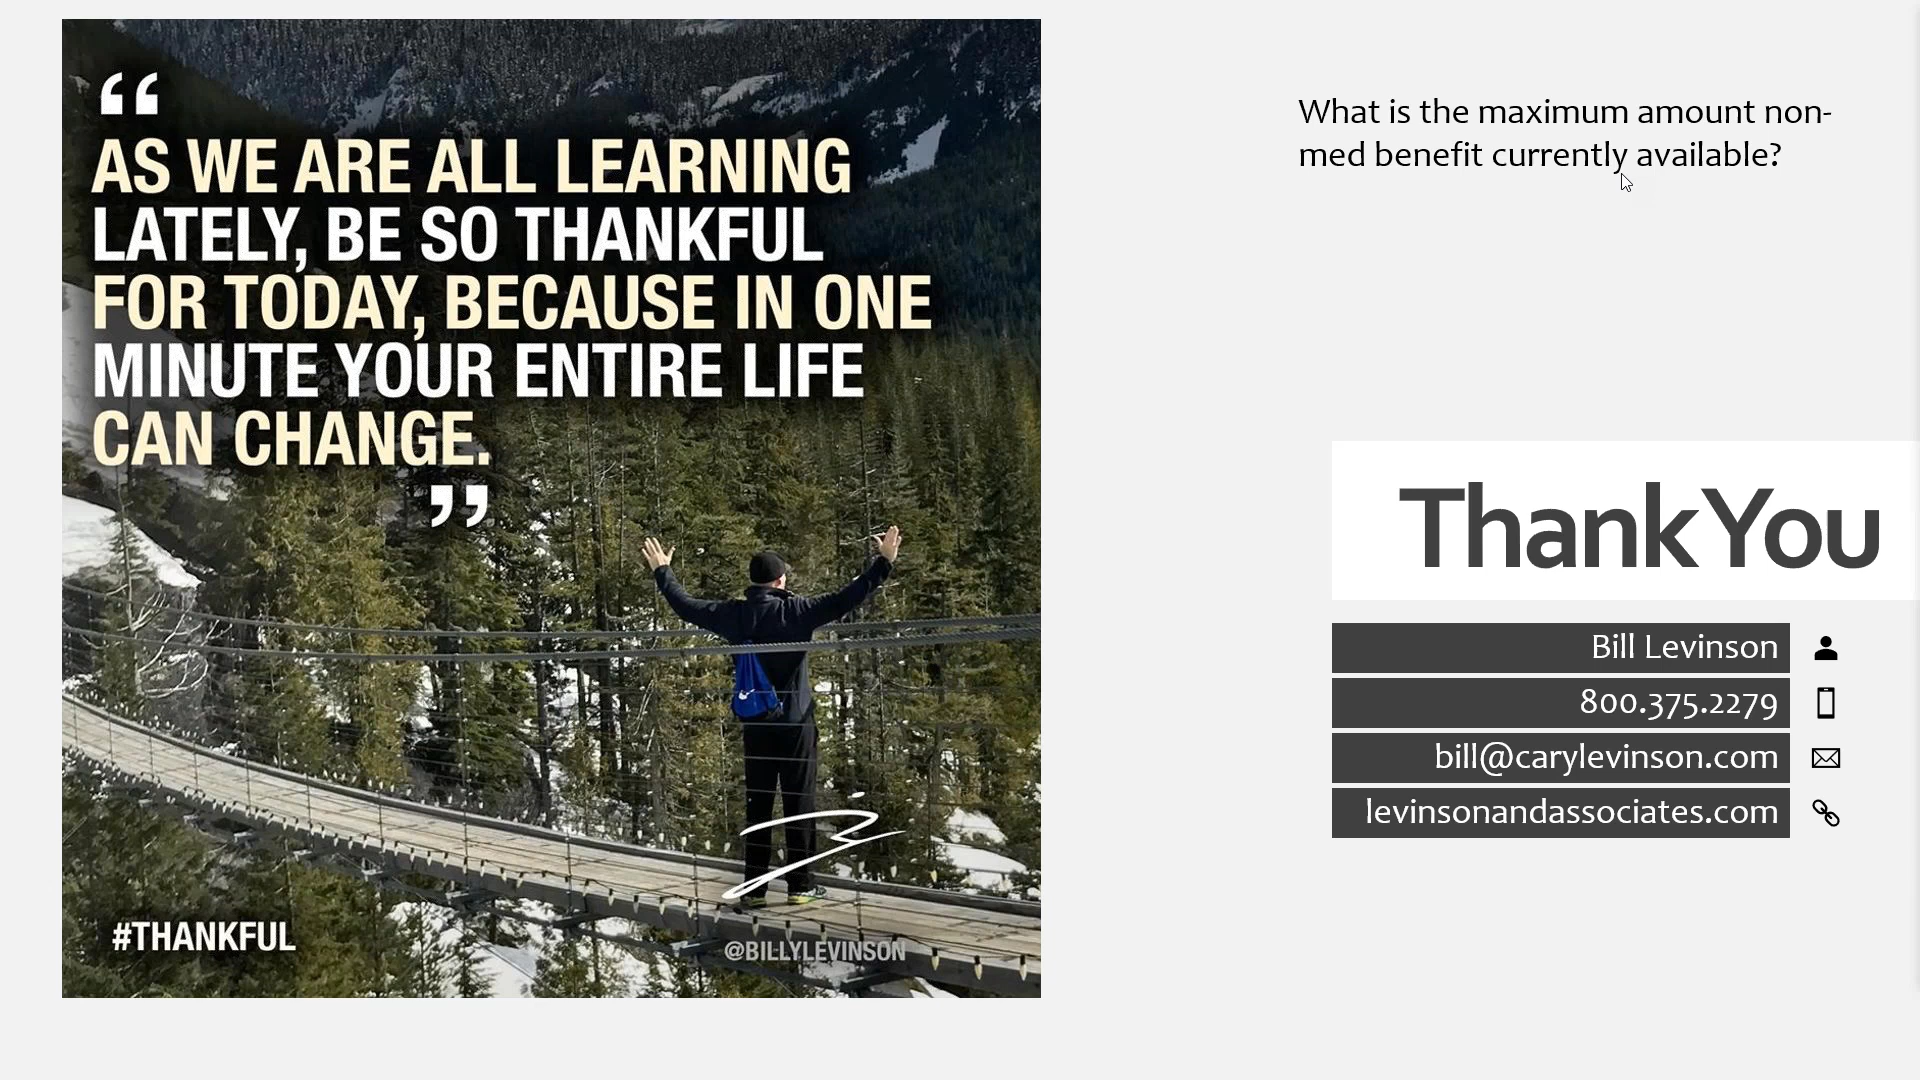 “
AS WE ARE ALL LEARNING
LATELY, BE SO THANKFUL
FOR TODAY, BECAUSE IN ONE
MINUTE YOUR ENTIRE LIFE
CAN CHANGE.
”
#THANKFUL
@BILLYLEVINSON
What is the maximum amount non-
med benefit currently available?
Thank You
Bill Levinson
800.375.2279
bill@carylevinson.com
levinsonandassociates.com